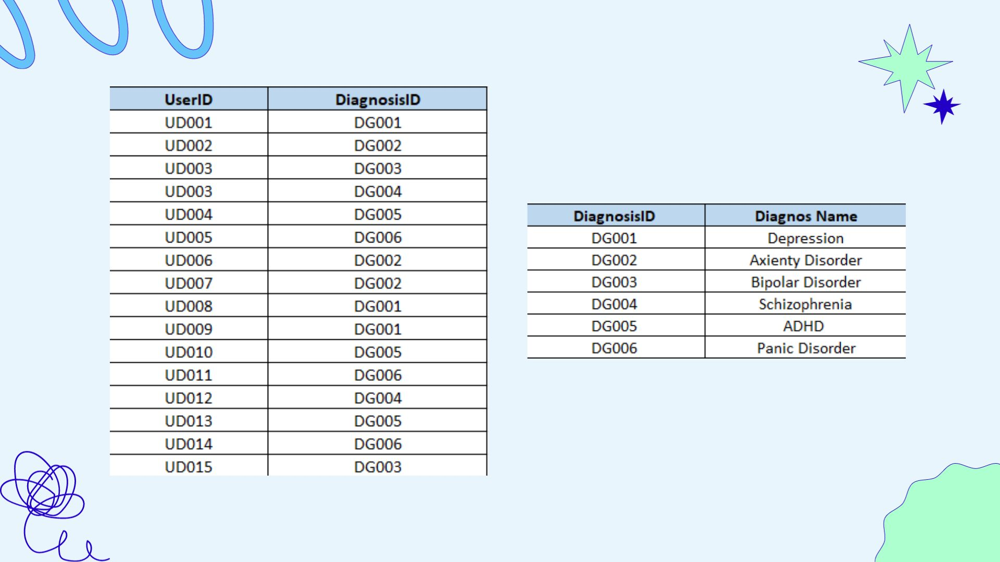 UserID DiagnosisID
UD001 DG001
UD002 DG002
UD003 DG003
UD003 DG004
UD004 DG005
UD005 DG006
UD006 DG002
UD007 DG002
UD008 DG001
UD009 DG001
UD010 DG005
UD011 DG006
UD012 DG004
UD013 DG005
UD014 DG006
UD015 DG003
DiagnosisID Diagnos Name
DG001 Depression
DG002 Axienty Disorder
DG003 Bipolar Disorder
DG004 Schizophrenia
DG005 ADHD
DG006 Panic Disorder